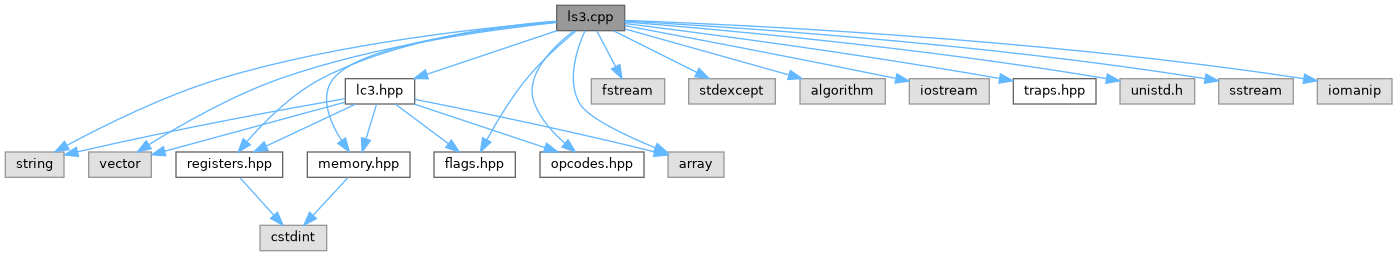 ls3.cpp
lc3.hpp
fstream
stdexcept
algorithm
iostream
traps.hpp
unistd.h
sstream
iomanip
string
vector
registers.hpp
memory.hpp
flags.hpp
opcodes.hpp
array
cstdint